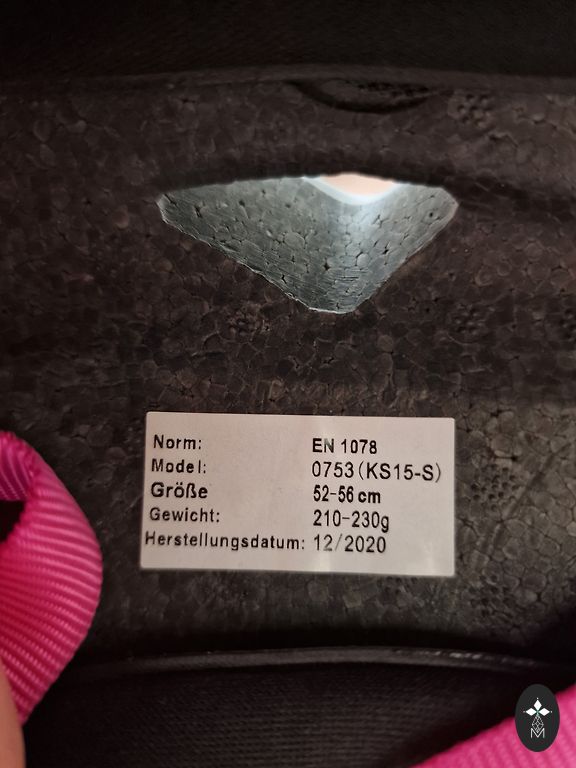 Norm: EN 1078
Model: 0753(KS15-S)
Größe 52-56 cm
Gewicht: 210-230g
Herstellungsdatum: 12/2020
M